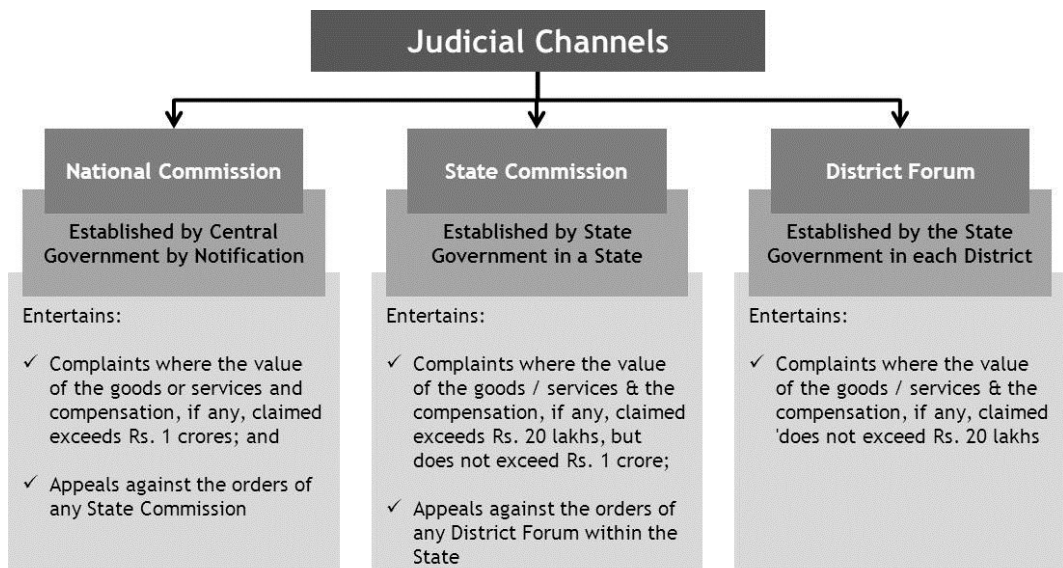 Judicial Channels
National Commission
Established by Central
Government by Notification
Entertains:
✓ Complaints where the value
of the goods or services and
compensation, if any, claimed
exceeds Rs. 1 crores; and
✓ Appeals against the orders of
any State Commission
State Commission
Established by State
Government in a State
Entertains:
✓ Complaints where the value
of the goods / services & the
compensation, if any, claimed
exceeds Rs. 20 lakhs, but
does not exceed Rs. 1 crore;
✓ Appeals against the orders of
any District Forum within the
State
District Forum
Established by the State
Government in each District
Entertains:
✓ Complaints where the value
of the goods / services & the
compensation, if any, claimed
'does not exceed Rs. 20 lakhs